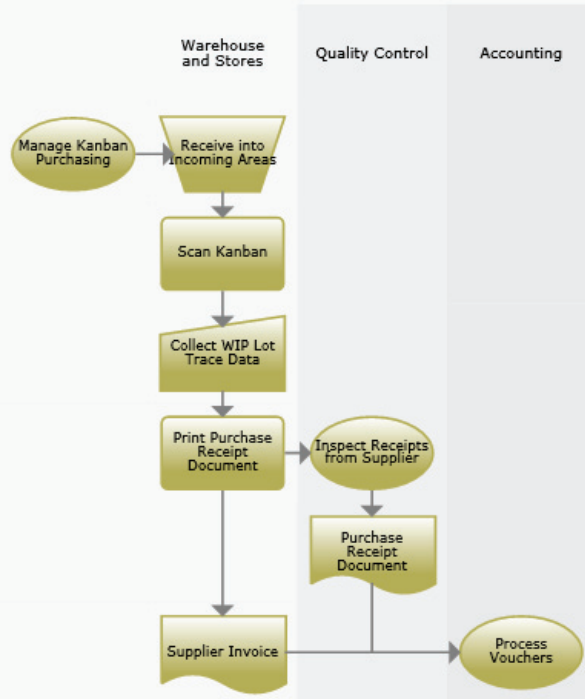 Warehouse
and Stores
Quality Control
Accounting
Manage Kanban
Purchasing
Receive into
Incoming Areas
Scan Kanban
Collect WIP Lot
Trace Data
Print Purchase
Receipt
Document
Inspect Receipts
from Supplier
Purchase
Receipt
Document
Supplier Invoice
Process
Vouchers